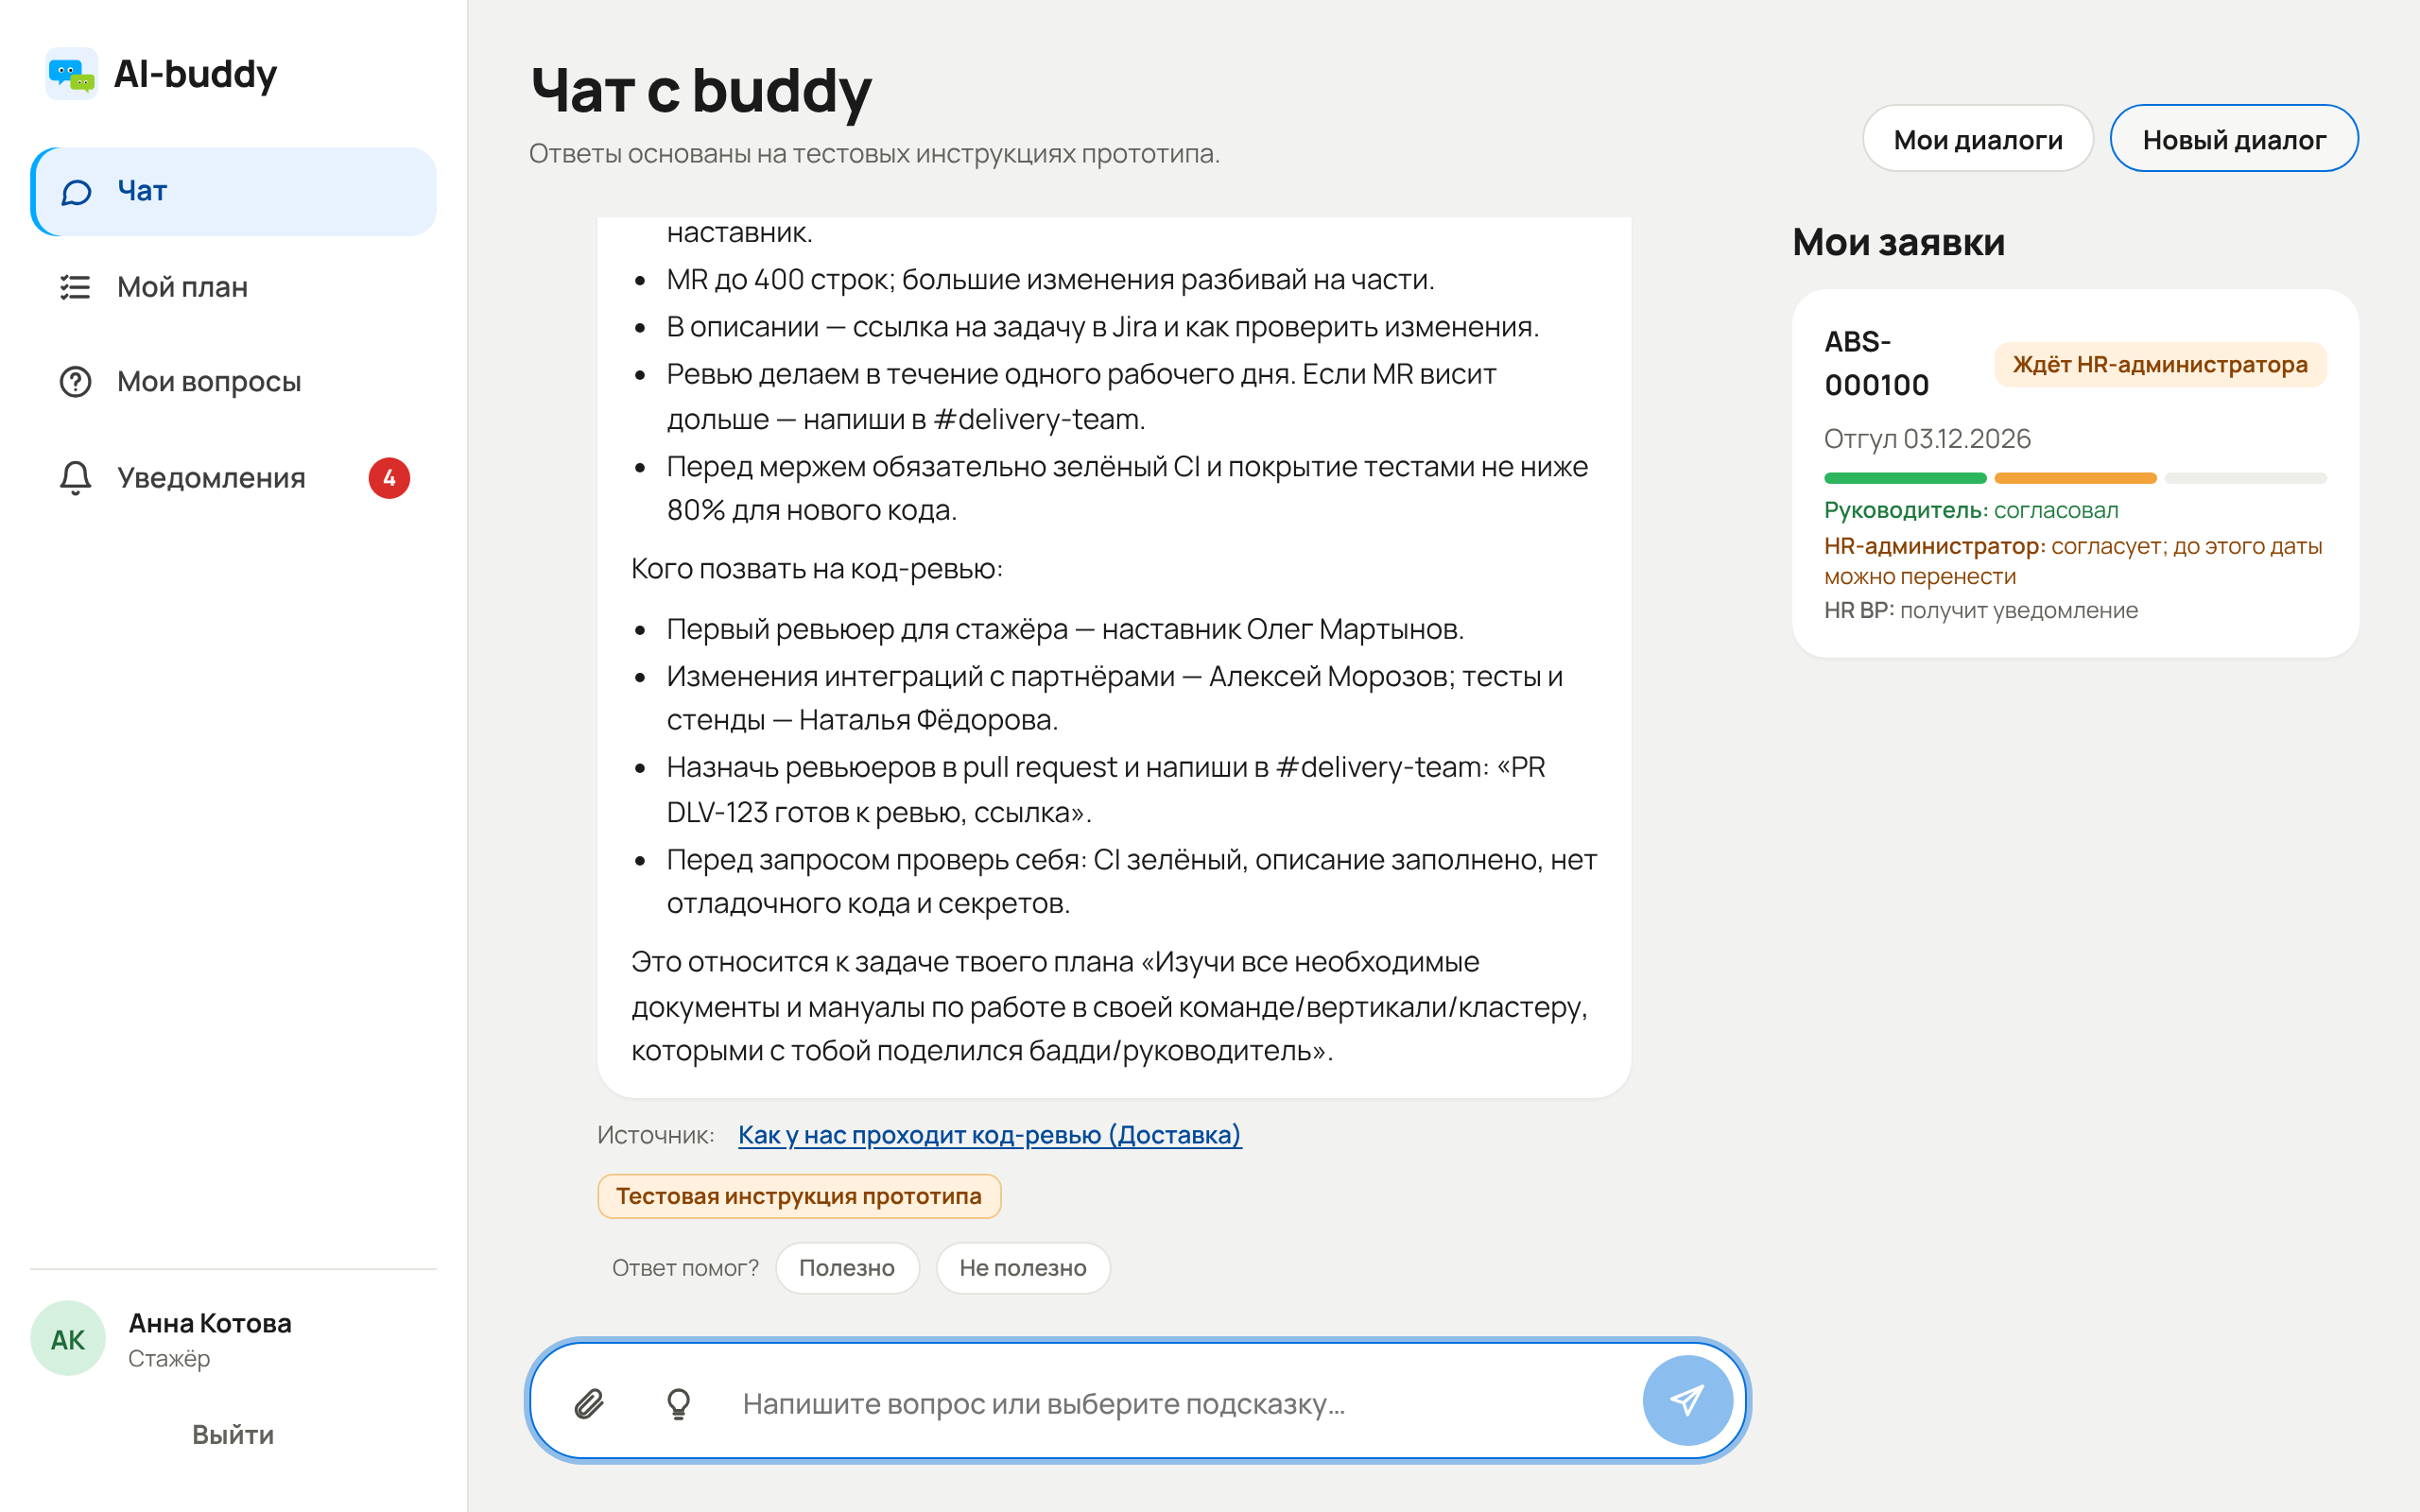 AI-buddy
Чат
Мой план
Мои вопросы
Уведомления
4
Анна Котова
Стажёр
АК
Выйти
Чат с buddy
Ответы основаны на тестовых инструкциях прототипа.
Мои диалоги
Новый диалог
наставник.
• MR до 400 строк; большие изменения разбивай на части.
• В описании — ссылка на задачу в Jira и как проверить изменения.
• Ревью делаем в течение одного рабочего дня. Если MR висит
дольше — напиши в #delivery-team.
• Перед мержем обязательно зелёный CI и покрытие тестами не ниже
80% для нового кода.
Кого позвать на код-ревью:
• Первый ревьюер для стажёра — наставник Олег Мартынов.
• Изменения интеграций с партнёрами — Алексей Морозов; тесты и
стенды — Наталья Фёдорова.
• Назначь ревьюеров в pull request и напиши в #delivery-team: «PR
DLV-123 готов к ревью, ссылка».
• Перед запросом проверь себя: CI зелёный, описание заполнено, нет
отладочного кода и секретов.
Это относится к задаче твоего плана «Изучи все необходимые
документы и мануалы по работе в своей команде/вертикали/кластеру,
которыми с тобой поделился бадди/руководитель».
Источник: Как у нас проходит код-ревью (Доставка)
Тестовая инструкция прототипа
Ответ помог? Полезно Не полезно
Напишите вопрос или выберите подсказку...
Мои заявки
ABS-
000100
Ждёт HR-администратора
Отгул 03.12.2026
Руководитель: согласовал
HR-администратор: согласует; до этого даты
можно перенести
HR BP: получит уведомление